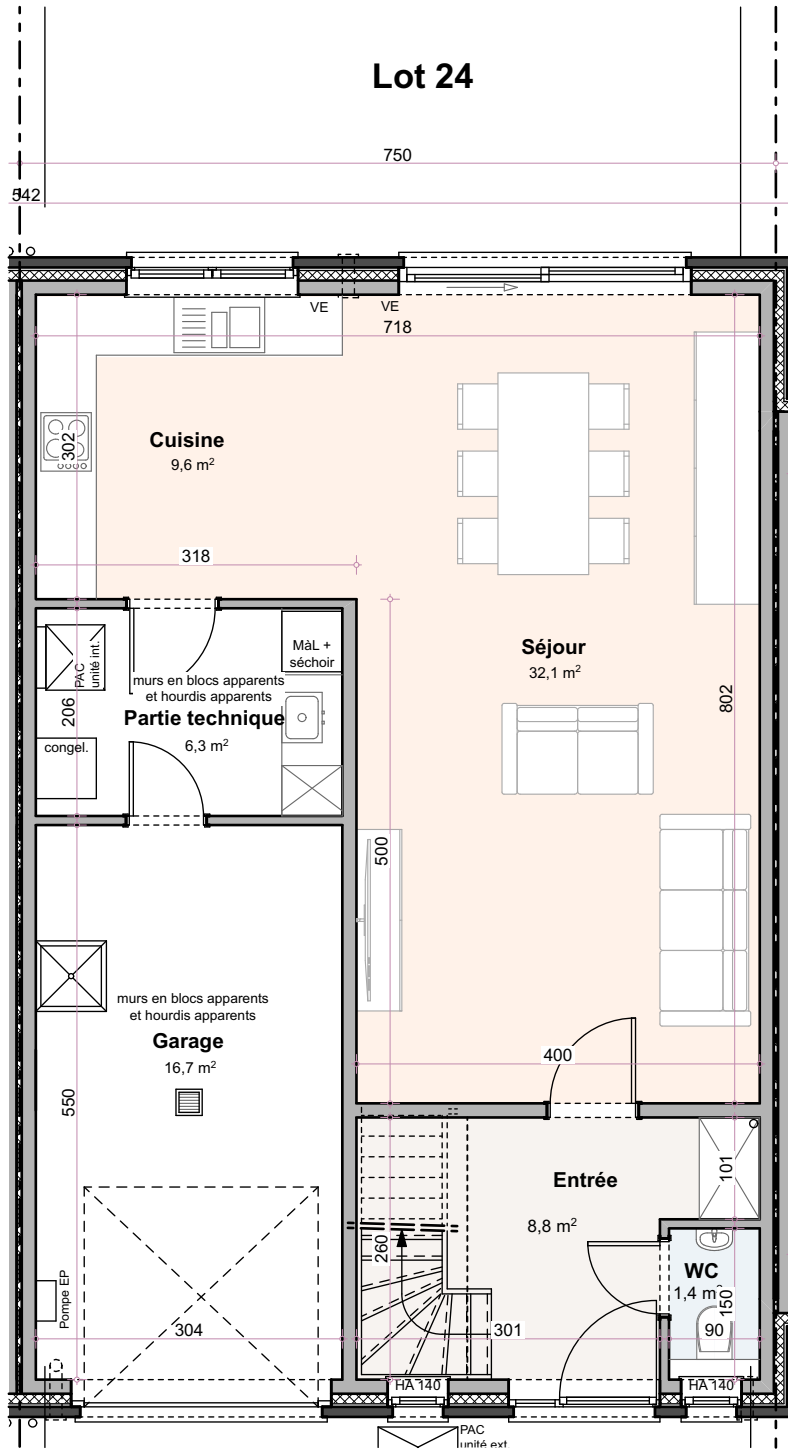 Lot 24
750
542
VE
VE
718
Cuisine
9,6 m²
302
318
Séjour
32,1 m²
802
PAC
unité int.
MàL +
séchoir
murs en blocs apparents
et hourdis apparents
206
Partie technique
6,3 m²
congel.
500
murs en blocs apparents
et hourdis apparents
Garage
16,7 m²
550
400
Entrée
8,8 m²
101
260
WC
1,4 m²
150
Pompe EP
304
301
90
HA 140
HA 140
PAC
unité ext.